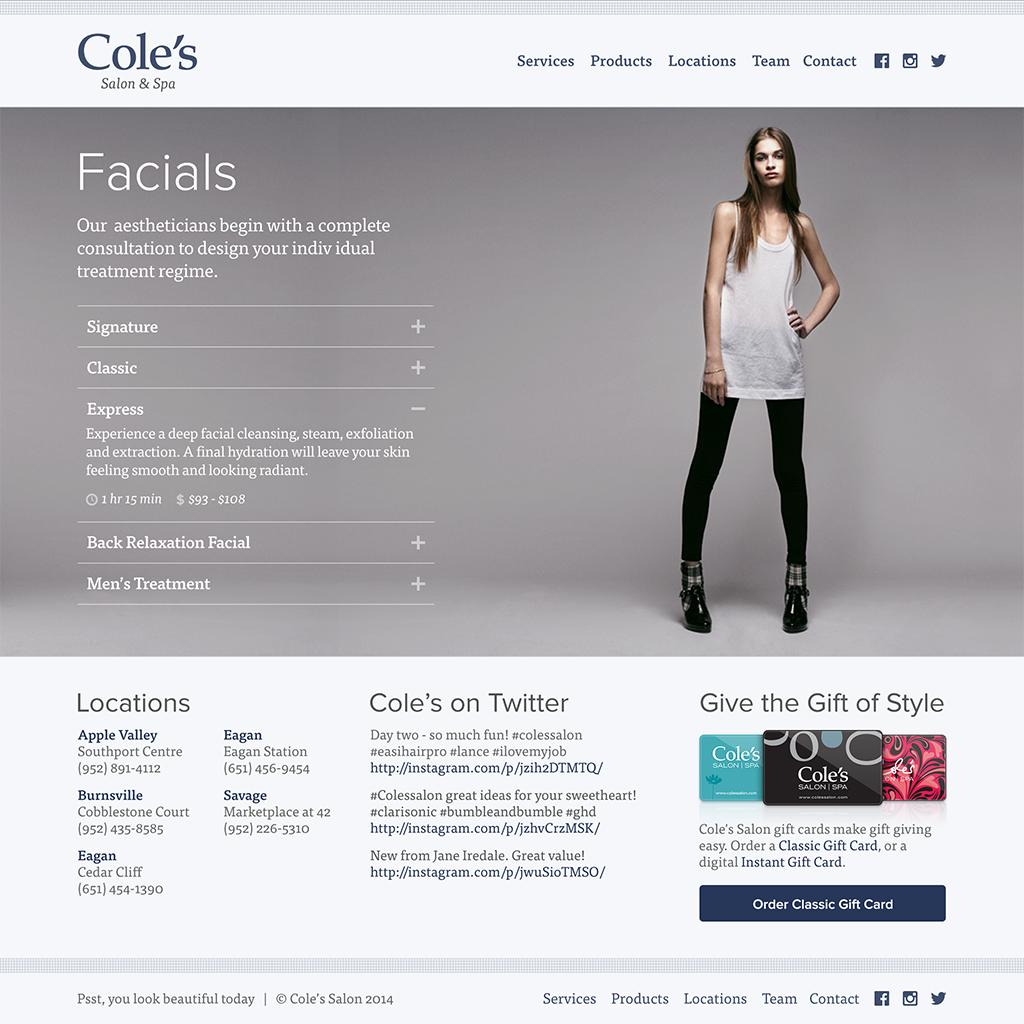 Cole's
Salon & Spa
Services Products Locations Team Contact
Facials
Our  aestheticians begin with a complete
consultation to design your indiv idual
treatment regime.
Signature
Classic
Express
Experience a deep facial cleansing, steam, exfoliation
and extraction. A final hydration will leave your skin
feeling smooth and looking radiant.
1 hr 15 min $ $93 - $108
Back Relaxation Facial
Men's Treatment
Locations
Apple Valley
Southport Centre
(952) 891-4112
Burnsville
Cobblestone Court
(952) 435-8585
Eagan
Cedar Cliff
(651) 454-1390
Eagan
Eagan Station
(651) 456-9454
Savage
Marketplace at 42
(952) 226-5310
Cole's on Twitter
Day two - so much fun! #colessalon
#easihairpro #lance #ilovemyjob
http://instagram.com/p/jzih2DTMTQ/
#Colessalon great ideas for your sweetheart!
#clarisonic #bumbleandbumble #ghd
http://instagram.com/p/jzhvCrzMSK/
New from Jane Iredale. Great value!
http://instagram.com/p/jwuSioTMSO/
Give the Gift of Style
Cole's
SALON | SPA
www.colessalon.com
Cole's
SALON | SPA
www.colessalon.com
Cole's Salon gift cards make gift giving
easy. Order a Classic Gift Card, or a
digital Instant Gift Card.
Order Classic Gift Card
Psst, you look beautiful today | © Cole's Salon 2014
Services Products Locations Team Contact